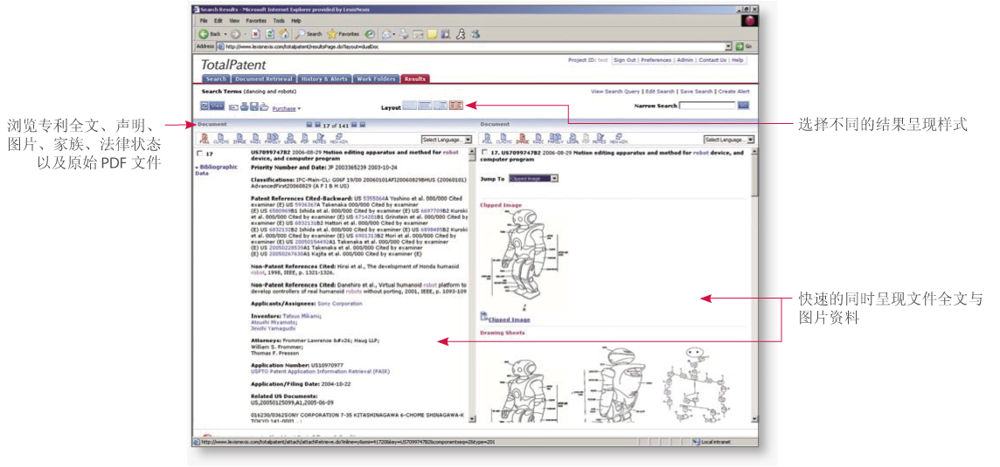 Search Results - Microsoft Internet Explorer provided by LexisNexis
File Edit View Favorites Tools Help
Back Search Favorites
Address http://www.lexisnexis.com/totalpatent/resultsPage.do?layout=dualDoc Go
TotalPatent
Project ID: test Sign Out | Preferences | Admin | Contact Us | Help
Search Document Retrieval History & Alerts Work Folders Results
Search Terms (dancing and robots)
View Search Query | Edit Search | Save Search | Create Alert
Purchase
Layout
Narrow Search
选择不同的结果呈现样式
浏览专利全文、声明、
图片、家族、法律状态
以及原始 PDF 文件
Document 17 of 141
Document
FULL CLAIMS IMAGE FAMILY LEGAL PDF NOTES NEW WIN Select Language...
FULL CLAIMS IMAGE FAMILY LEGAL PDF NOTES NEW WIN Select Language...
17
Bibliographic
Data
US7099747B2 2006-08-29 Motion editing apparatus and method for robot
device, and computer program
Priority Number and Date: JP 2003365239 2003-10-24
Classifications: IPC-Main-CL: G06F 19/00 20060101AFI20060829BHUS (20060101)
AdvancedFirst20060829 (A F I B H US)
Patent References Cited-Backward: US 5355064A Yoshino et al. 000/000 Cited
examiner (E) US 5936367A Takenaka 000/000 Cited by examiner
(E) US 6580969B1 Ishida et al. 000/000 Cited by examiner (E) US 6697709B2 Kuroki
et al. 000/000 Cited by examiner (E) US 6714201B1 Grinstein et al. 000/000 Cited by
examiner (E) US 6832131B2 Hattori et al. 000/000 Cited by examiner
(E) US 6832132B2 Ishida et al. 000/000 Cited by examiner (E) US 6898485B2 Kuroki
et al. 000/000 Cited by examiner (E) US 6901313B2 Mori et al. 000/000 Cited by
examiner (E) US 20050154492A1 Takenaka et al. 000/000 Cited by examiner
(E) US 20050228539A1 Takenaka et al. 000/000 Cited by examiner
(E) US 20050267630A1 Kajita et al. 000/000 Cited by examiner (E)
Non-Patent References Cited: Hirai et al., The development of Honda humaoid
robot, 1998, IEEE, p. 1321-1326.
Non-Patent References Cited: Danehiro et al., Virtual humanoid robot platform to
develop controllers of real humanoid robots without porting, 2001, IEEE, p. 1093-109
Applicants/Assignees: Sony Corporation
Inventors: Tatsuo Mikami;
Atsushi Miyamoto;
Jinichi Yamaguchi
Attorneys: Frommer Lawrence &#x26; Haug LLP;
William S. Frommer;
Thomas F. Presson
Application Number: US10970977
USPTO Patent Application Information Retrieval (PAIR)
Application/Filing Date: 2004-10-22
Related US Documents:
US,20050125099,A1,2005-06-09
016230/0362SONY CORPORATION 7-35 KITASHINAGAWA 6-CHOME SHINAGAWA-K
TOKYO 141-0001
17. US7099747B2 2006-08-29 Motion editing apparatus and method for robot device, and
computer program
Jump To Clipped Image
Clipped Image
Clipped Image
Drawing Sheets
快速的同时呈现文件全文与
图片资料
http://www.lexisnexis.com/totalpatent/attach/attachRetrieve.do?inline=y&smi=41720&key=US7099747B2&componentseq=2&type=201 Local intranet